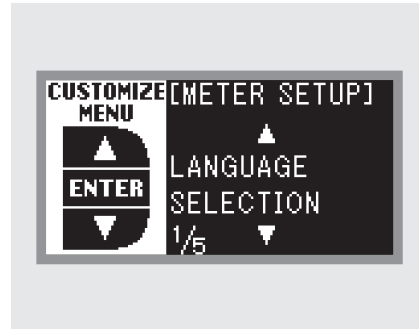 CUSTOMIZE
MENU
ENTER
[METER SETUP]
▲
LANGUAGE
SELECTION
1/5 ▼